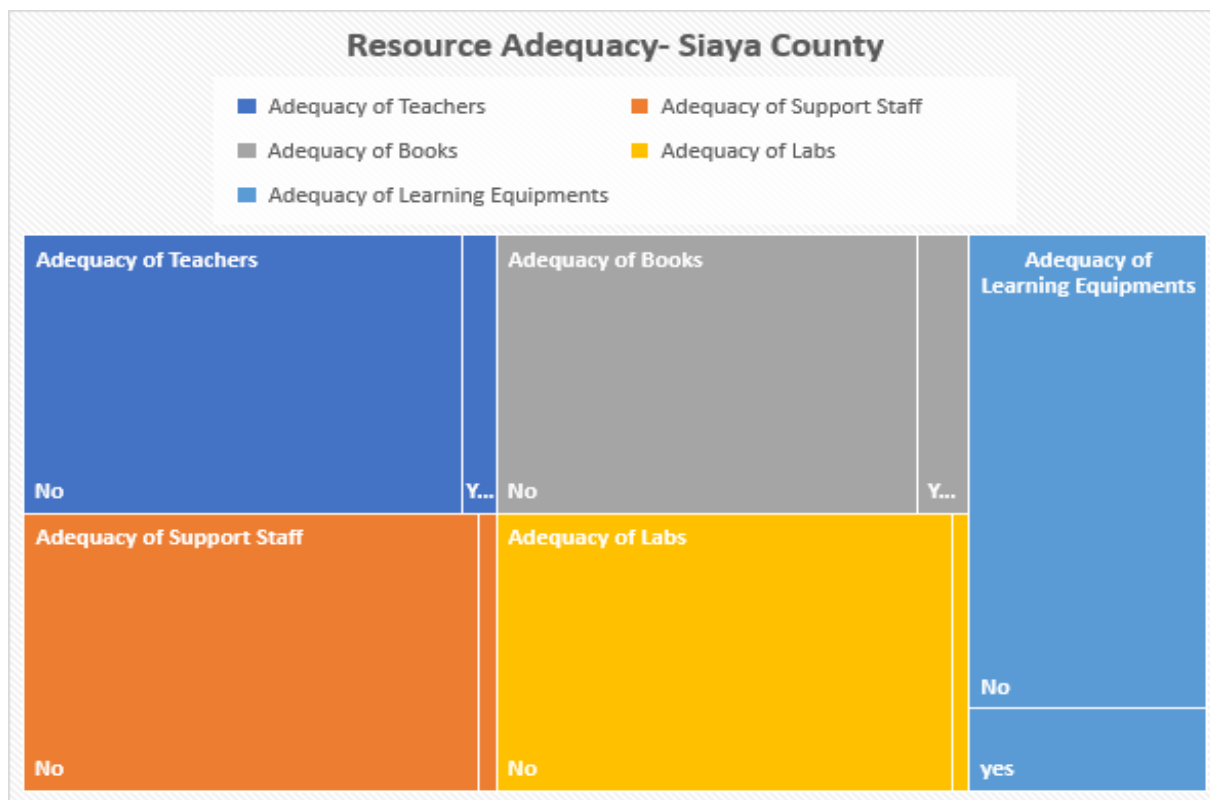 Resource Adequacy- Siaya County
Adequacy of Teachers
Adequacy of Support Staff
Adequacy of Books
Adequacy of Labs
Adequacy of Learning Equipments
Adequacy of Teachers
No
Y...
Adequacy of Books
No
Y...
Adequacy of
Learning Equipments
No
yes
Adequacy of Support Staff
No
Adequacy of Labs
No